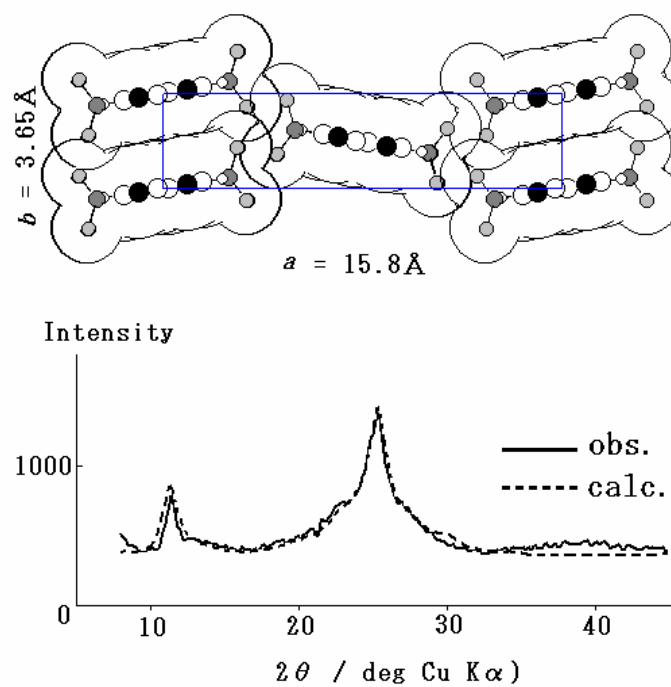 b = 3.65Å
a = 15.8Å
Intensity
1000
obs.
calc.
0
10
20
30
40
2θ / deg Cu Kα)